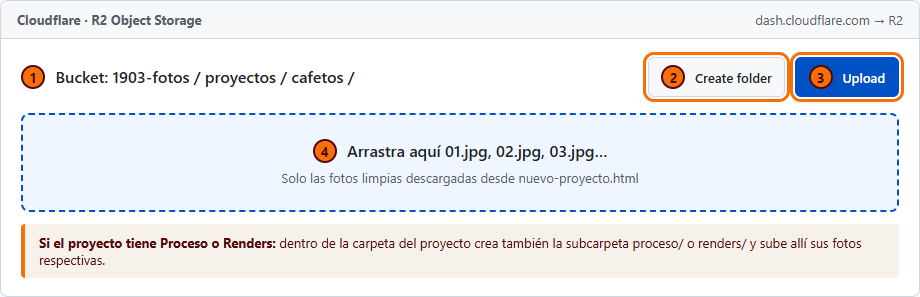 Cloudflare · R2 Object Storage
dash.cloudflare.com → R2
1 Bucket: 1903-fotos / proyectos / cafetos /
2 Create folder
3 Upload
4 Arrastra aquí 01.jpg, 02.jpg, 03.jpg...
Solo las fotos limpias descargadas desde nuevo-proyecto.html
Si el proyecto tiene Proceso o Renders: dentro de la carpeta del proyecto crea también la subcarpeta proceso/ o renders/ y sube allí sus fotos
respectivas.